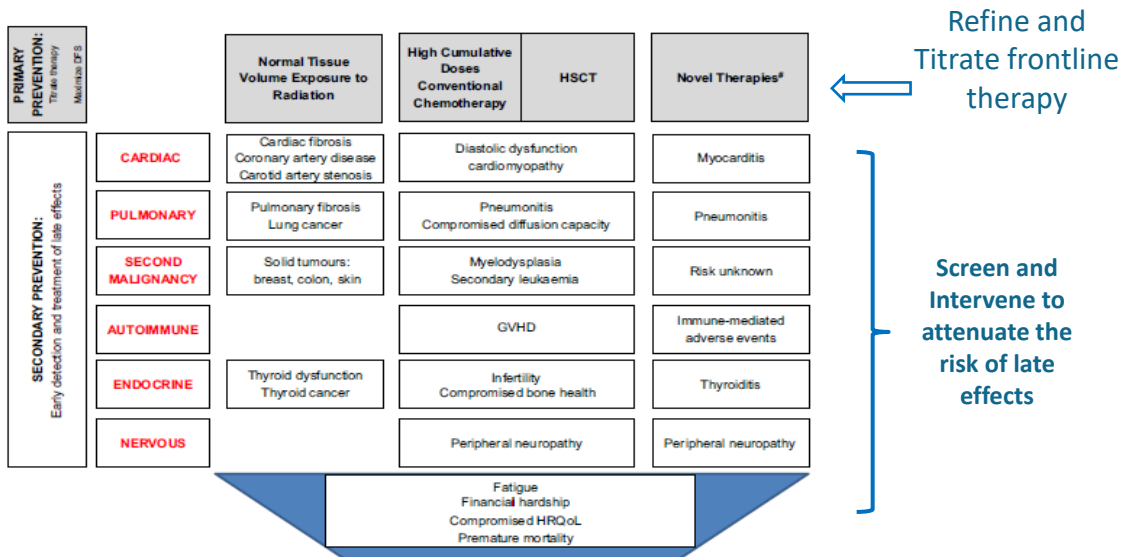 PRIMARY
PREVENTION:
Titrate therapy
Maximize DFS
Normal Tissue
Volume Exposure to
Radiation
High Cumulative
Doses
Conventional
Chemotherapy
HSCT
Novel Therapies#
Refine and
Titrate frontline
therapy
SECONDARY PREVENTION:
Early detection and treatment of late effects
CARDIAC
Cardiac fibrosis
Coronary artery disease
Carotid artery stenosis
Diastolic dysfunction
cardiomyopathy
Myocarditis
PULMONARY
Pulmonary fibrosis
Lung cancer
Pneumonitis
Compromised diffusion capacity
Pneumonitis
SECOND
MALIGNANCY
Solid tumours:
breast, colon, skin
Myelodysplasia
Secondary leukaemia
Risk unknown
AUTOIMMUNE
GVHD
Immune-mediated
adverse events
ENDOCRINE
Thyroid dysfunction
Thyroid cancer
Infertility
Compromised bone health
Thyroiditis
NERVOUS
Peripheral neuropathy
Peripheral neuropathy
Screen and
Intervene to
attenuate the
risk of late
effects
Fatigue
Financial hardship
Compromised HRQoL
Premature mortality